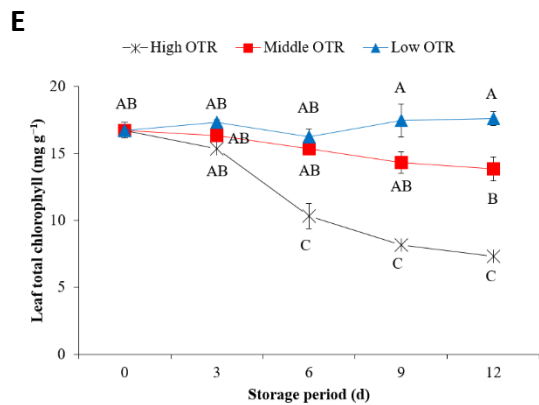 E
High OTR Middle OTR Low OTR
Leaf total chlorophyll (mg g⁻¹)
20
15
10
5
0
AB
AB
AB
A
A
AB
AB
AB
AB
B
C
C
C
0 3 6 9 12
Storage period (d)